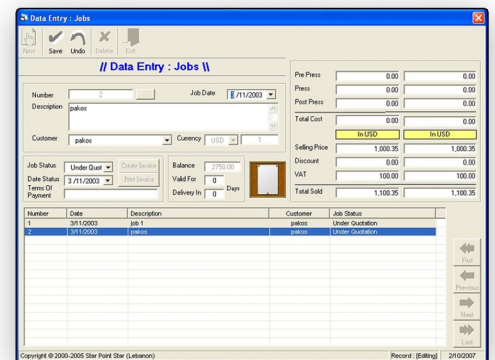 Data Entry : Jobs
New Save Undo Delete Exit
// Data Entry : Jobs \\
Number 2 Job Date 3 /11/2003
Description pakos
Customer pakos Currency USD 1
Pre Press 0.00 0.00
Press 0.00 0.00
Post Press 0.00 0.00
Total Cost 0.00 0.00
In USD In USD
Selling Price 1,000.35 1,000.35
Discount 0.00 0.00
VAT 100.00 100.00
Total Sold 1,100.35 1,100.35
Job Status Under Quot Create Invoice
Date Status 3 /11/2003 Print Invoice
Terms Of
Payment
Balance 2750.00
Valid For 0
Days
Delivery In 0
Number Date Description Customer Job Status
1 3/11/2003 job 1 pakos Under Quotation
2 3/11/2003 pakos pakos Under Quotation
First
Previous
Next
Last
Copyright @ 2000-2005 Star Point Star (Lebanon) Record : [Editing] 2/10/2007